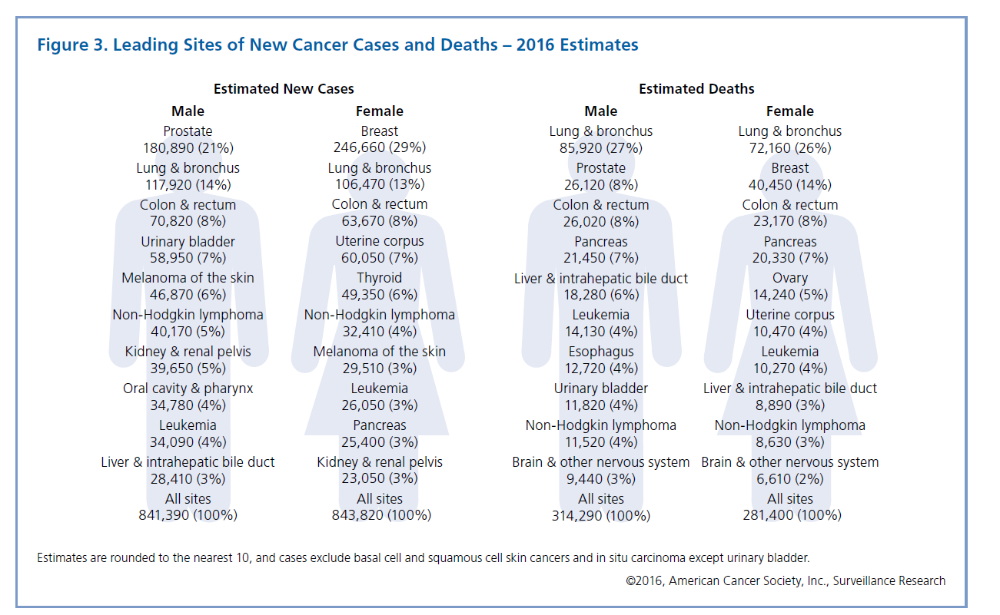 Figure 3. Leading Sites of New Cancer Cases and Deaths – 2016 Estimates
Estimated New Cases
Male
Prostate
180,890 (21%)
Lung & bronchus
117,920 (14%)
Colon & rectum
70,820 (8%)
Urinary bladder
58,950 (7%)
Melanoma of the skin
46,870 (6%)
Non-Hodgkin lymphoma
40,170 (5%)
Kidney & renal pelvis
39,650 (5%)
Oral cavity & pharynx
34,780 (4%)
Leukemia
34,090 (4%)
Liver & intrahepatic bile duct
28,410 (3%)
All sites
841,390 (100%)
Female
Breast
246,660 (29%)
Lung & bronchus
106,470 (13%)
Colon & rectum
63,670 (8%)
Uterine corpus
60,050 (7%)
Thyroid
49,350 (6%)
Non-Hodgkin lymphoma
32,410 (4%)
Melanoma of the skin
29,510 (3%)
Leukemia
26,050 (3%)
Pancreas
25,400 (3%)
Kidney & renal pelvis
23,050 (3%)
All sites
843,820 (100%)
Estimated Deaths
Male
Lung & bronchus
85,920 (27%)
Prostate
26,120 (8%)
Colon & rectum
26,020 (8%)
Pancreas
21,450 (7%)
Liver & intrahepatic bile duct
18,280 (6%)
Leukemia
14,130 (4%)
Esophagus
12,720 (4%)
Urinary bladder
11,820 (4%)
Non-Hodgkin lymphoma
11,520 (4%)
Brain & other nervous system
9,440 (3%)
All sites
314,290 (100%)
Female
Lung & bronchus
72,160 (26%)
Breast
40,450 (14%)
Colon & rectum
23,170 (8%)
Pancreas
20,330 (7%)
Ovary
14,240 (5%)
Uterine corpus
10,470 (4%)
Leukemia
10,270 (4%)
Liver & intrahepatic bile duct
8,890 (3%)
Non-Hodgkin lymphoma
8,630 (3%)
Brain & other nervous system
6,610 (2%)
All sites
281,400 (100%)
Estimates are rounded to the nearest 10, and cases exclude basal cell and squamous cell skin cancers and in situ carcinoma except urinary bladder.
©2016, American Cancer Society, Inc., Surveillance Research